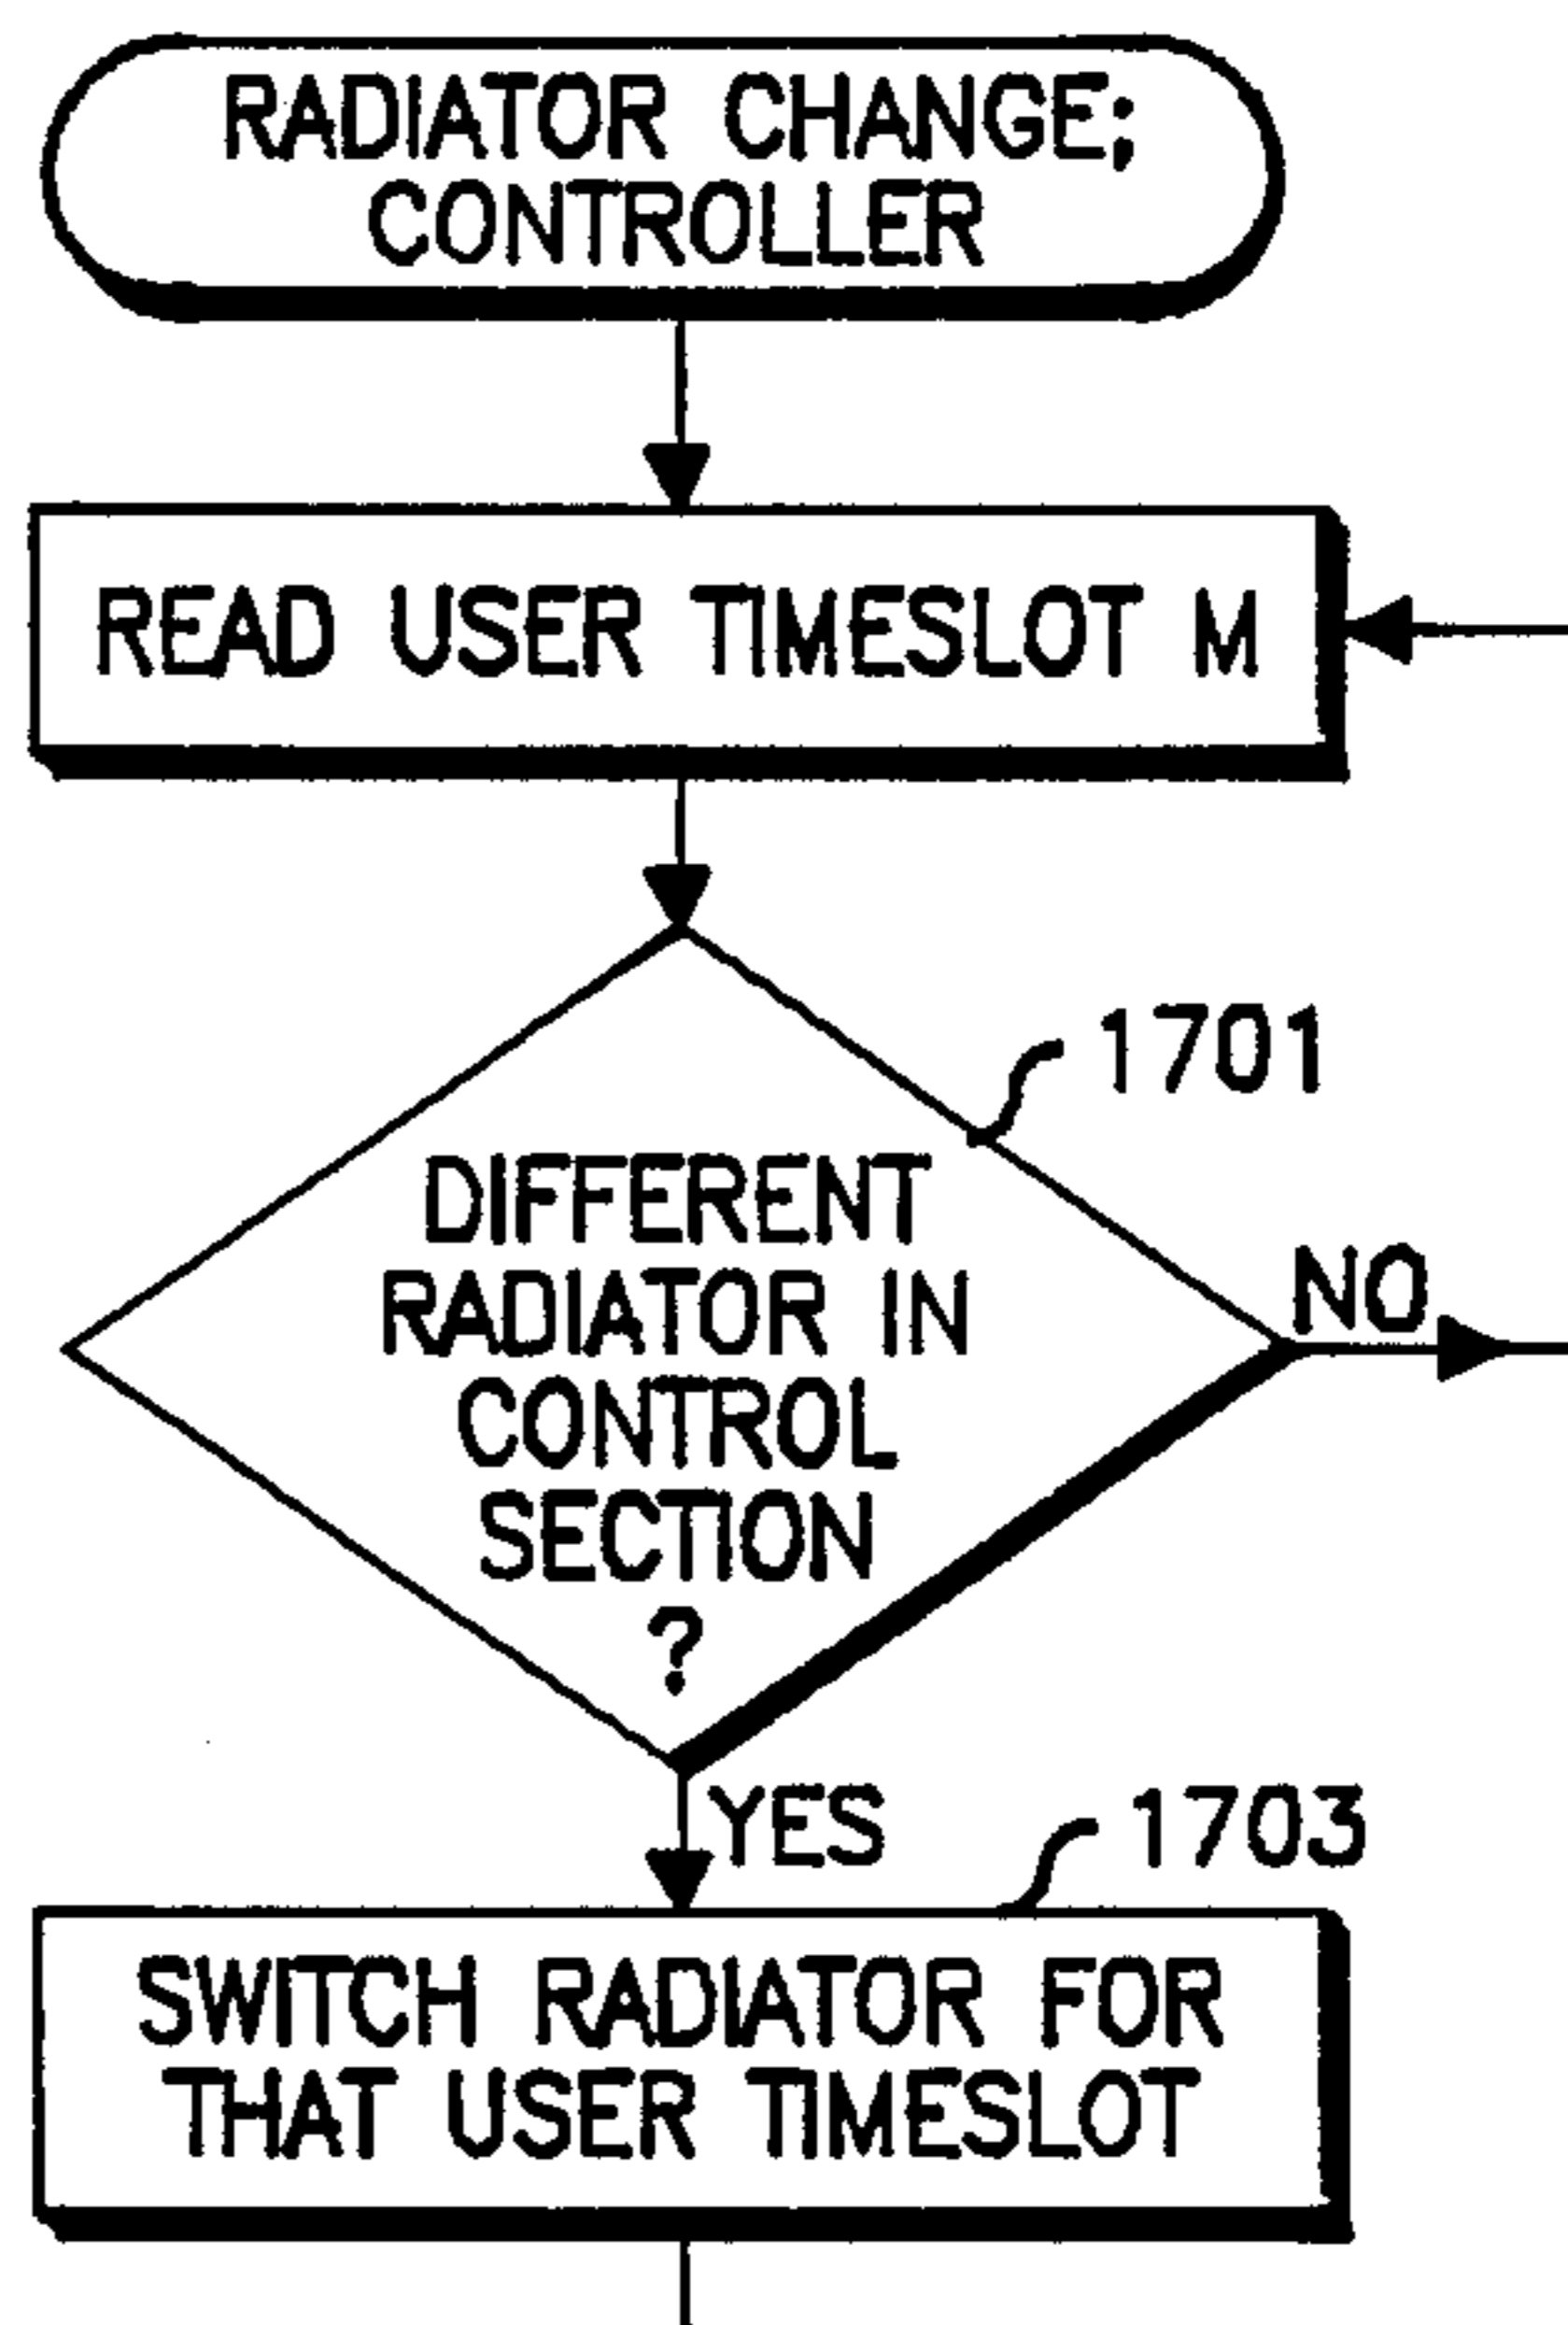 RADIATOR CHANGE;
CONTROLLER
READ USER TIMESLOT M
1701
DIFFERENT
RADIATOR IN
CONTROL
SECTION
?
NO
YES
1703
SWITCH RADIATOR FOR
THAT USER TIMESLOT